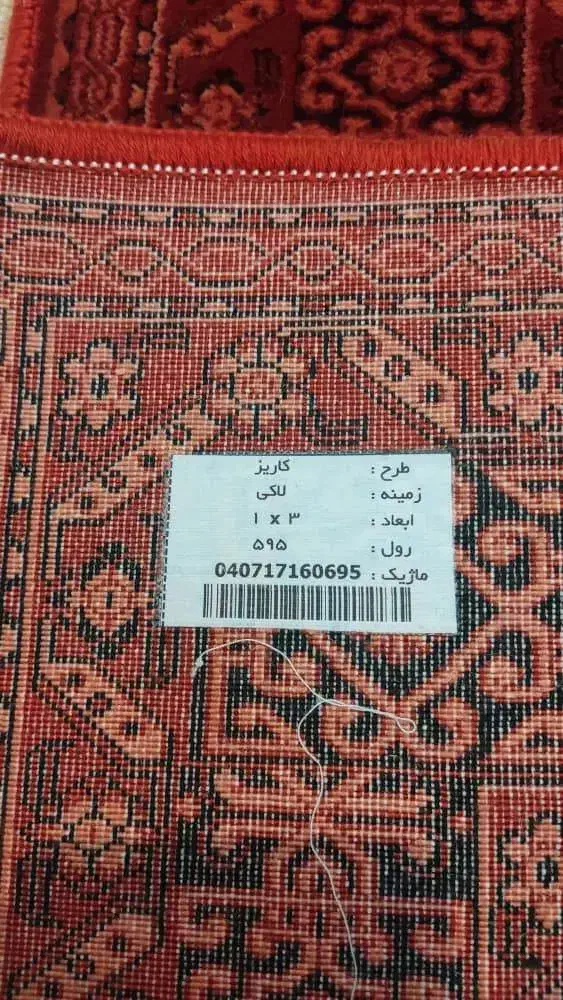 طرح : کاریز
زمینه : لاکی
ابعاد : ۱ x ۳
رول : ۵۹۵
ماژیک : 040717160695